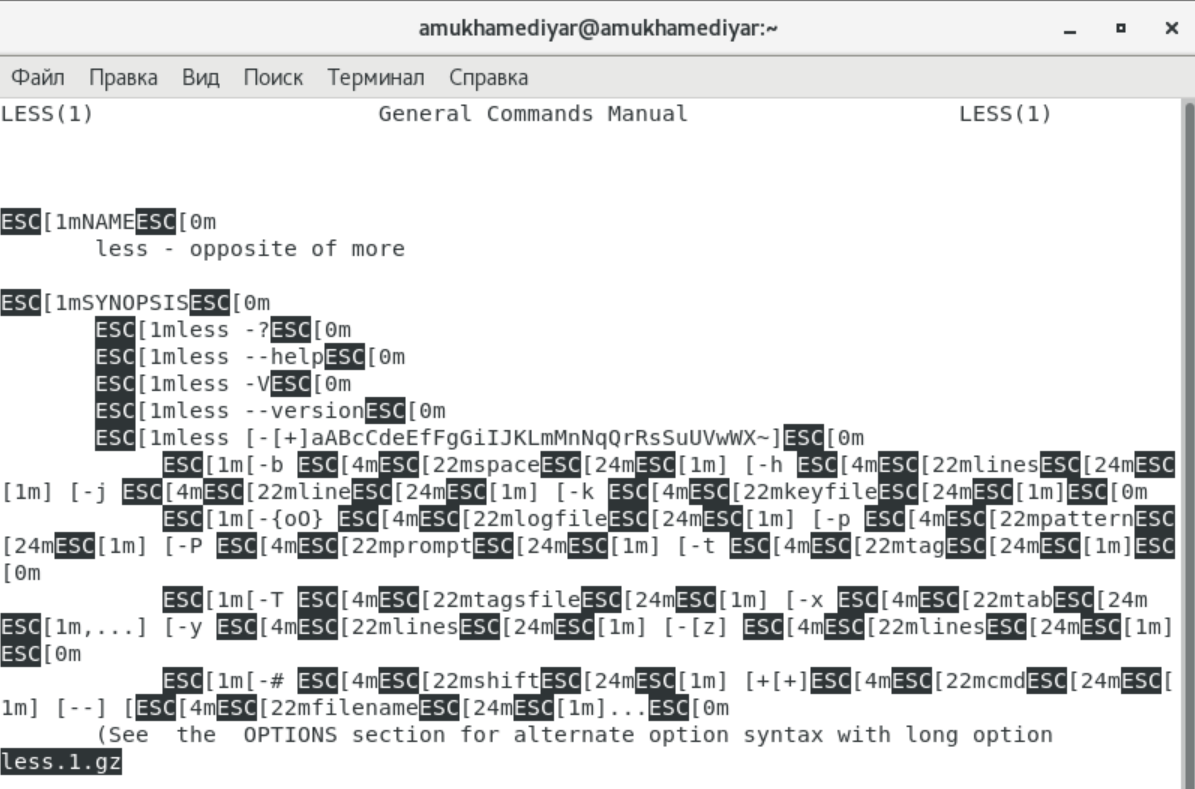 amukhamediyar@amukhamediyar:~
Файл Правка Вид Поиск Терминал Справка
LESS(1) General Commands Manual LESS(1)
ESC[1mNAMEESC[0m
less - opposite of more
ESC[1mSYNOPSISESC[0m
ESC[1mless -?ESC[0m
ESC[1mless --helpESC[0m
ESC[1mless -VESC[0m
ESC[1mless --versionESC[0m
ESC[1mless [-[+]aABcCdeEfFgGiIJKLmMnNqQrRsSuUVwWX~]ESC[0m
ESC[1m[-b ESC[4mESC[22mspaceESC[24mESC[1m] [-h ESC[4mESC[22mlinesESC[24mESC
[1m] [-j ESC[4mESC[22mlineESC[24mESC[1m] [-k ESC[4mESC[22mkeyfileESC[24mESC[1m]ESC[0m
ESC[1m[-{oO} ESC[4mESC[22mlogfileESC[24mESC[1m] [-p ESC[4mESC[22mpatternESC
[24mESC[1m] [-P ESC[4mESC[22mpromptESC[24mESC[1m] [-t ESC[4mESC[22mtagESC[24mESC[1m]ESC
[0m
ESC[1m[-T ESC[4mESC[22mtagsfileESC[24mESC[1m] [-x ESC[4mESC[22mtabESC[24m
ESC[1m,...] [-y ESC[4mESC[22mlinesESC[24mESC[1m] [-[z] ESC[4mESC[22mlinesESC[24mESC[1m]
ESC[0m
ESC[1m[-# ESC[4mESC[22mshiftESC[24mESC[1m] [+[+]ESC[4mESC[22mcmdESC[24mESC[
1m] [--] [ESC[4mESC[22mfilenameESC[24mESC[1m]...ESC[0m
(See the OPTIONS section for alternate option syntax with long option
less.1.gz